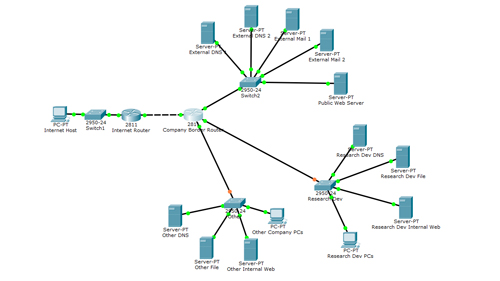 Server-PT
External DNS 2
Server-PT
External Mail 1
Server-PT
External DNS 1
Server-PT
External Mail 2
2950-24
Switch2
Server-PT
Public Web Server
PC-PT
Internet Host
2950-24
Switch1
2811
Internet Router
2811
Company Border Router
Server-PT
Research Dev DNS
Server-PT
Research Dev File
2950-24
Research Dev
Server-PT
Research Dev Internal Web
PC-PT
Research Dev PCs
2950-24
Other
Server-PT
Other DNS
PC-PT
Other Company PCs
Server-PT
Other File
Server-PT
Other Internal Web